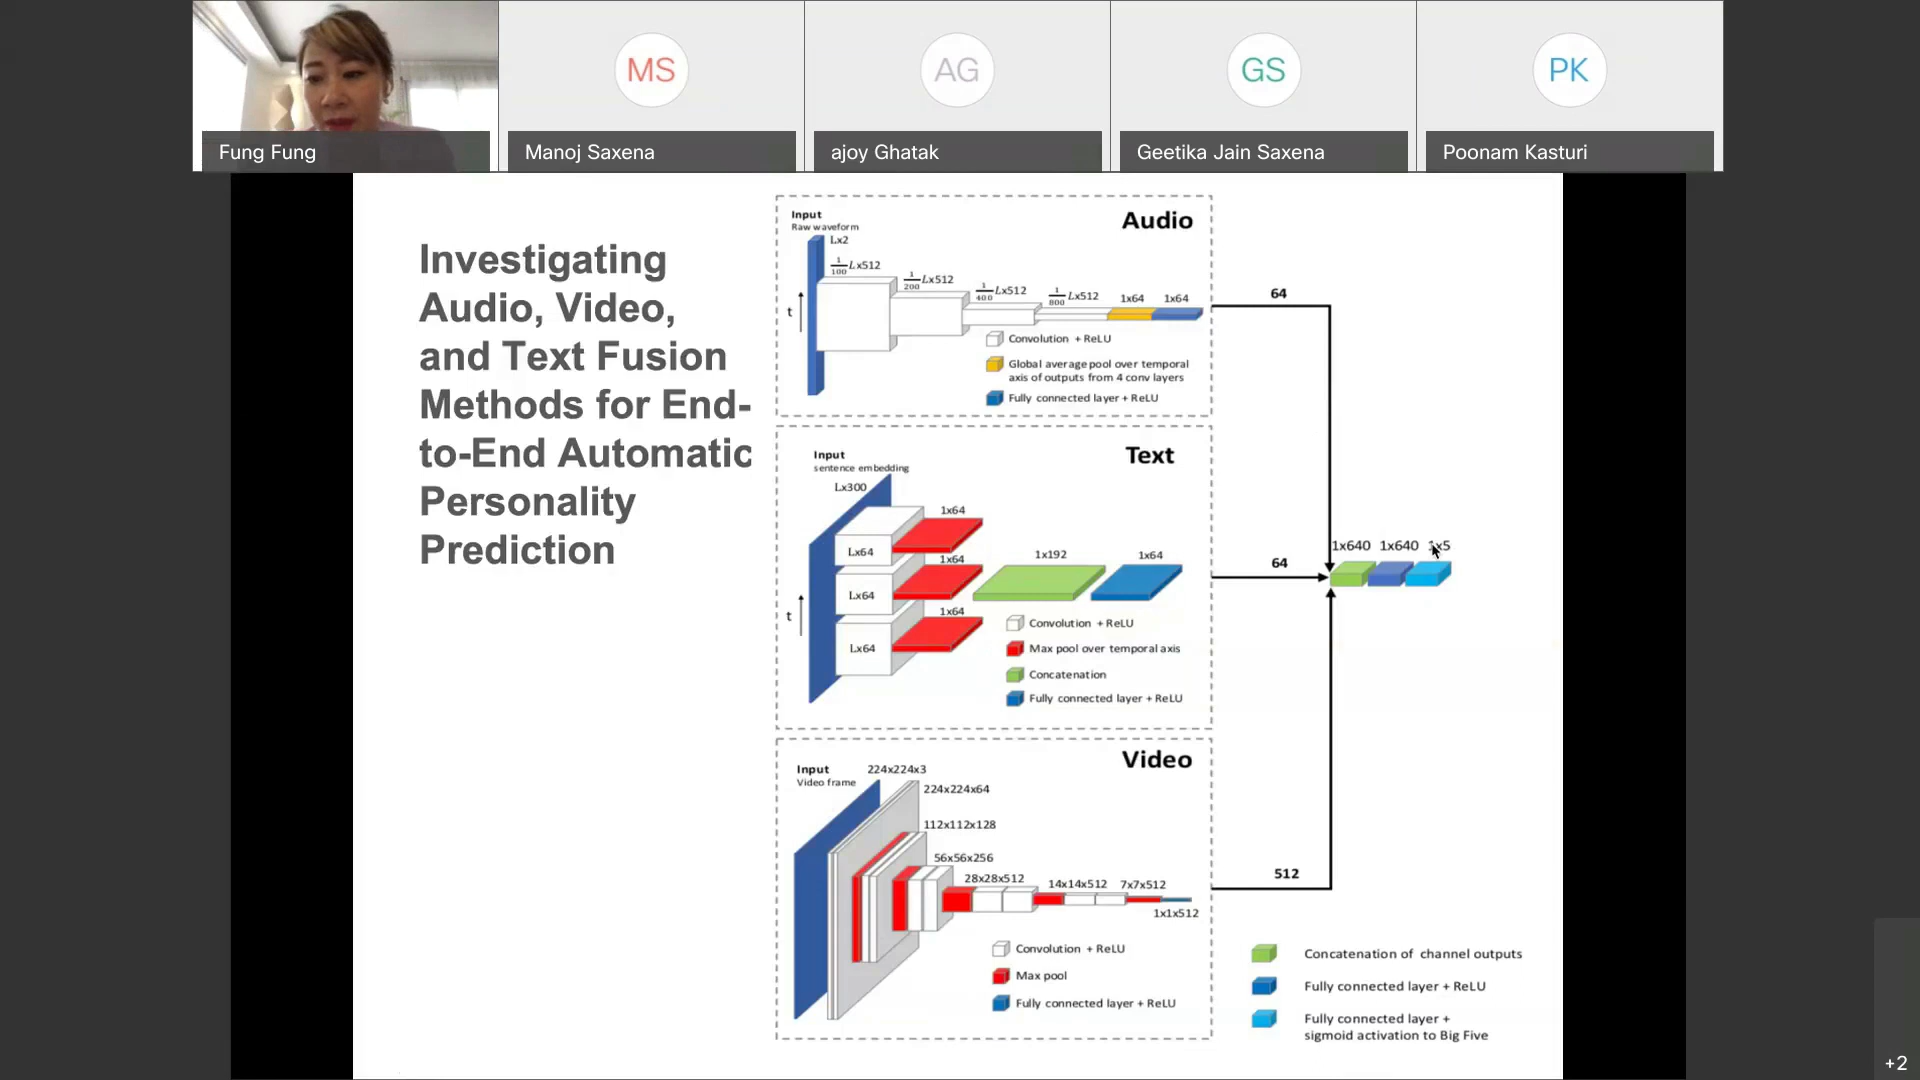 MS
AG
GS
PK
Fung Fung
Manoj Saxena
ajoy Ghatak
Geetika Jain Saxena
Poonam Kasturi
Investigating
Audio, Video,
and Text Fusion
Methods for End-
to-End Automatic
Personality
Prediction
Input
Raw waveform
Audio
Lx2
1/100 Lx512
1/200 Lx512
1/400 Lx512
1/800 Lx512
1x64
1x64
t
Convolution + ReLU
Global average pool over temporal
axis of outputs from 4 conv layers
Fully connected layer + ReLU
64
Input
sentence embedding
Text
Lx300
1x64
Lx64
1x64
Lx64
1x64
Lx64
1x192
1x64
t
Convolution + ReLU
Max pool over temporal axis
Concatenation
Fully connected layer + ReLU
64
1x640 1x640 1x5
Input
Video frame
Video
224x224x3
224x224x64
112x112x128
56x56x256
28x28x512
14x14x512
7x7x512
1x1x512
Convolution + ReLU
Max pool
Fully connected layer + ReLU
512
Concatenation of channel outputs
Fully connected layer + ReLU
Fully connected layer +
sigmoid activation to Big Five
+2